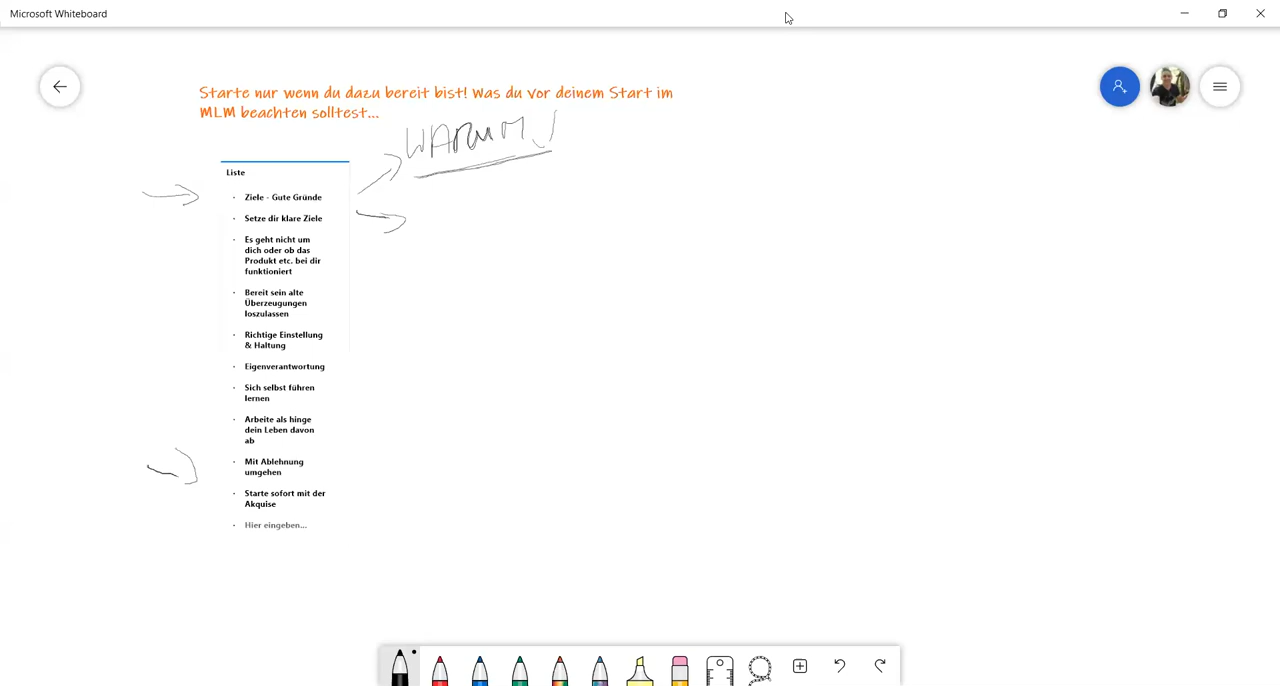 Microsoft Whiteboard
Starte nur wenn du dazu bereit bist! Was du vor deinem Start im
MLM beachten solltest...
WARUM
Liste
Ziele - Gute Gründe
Setze dir klare Ziele
Es geht nicht um
dich oder ob das
Produkt etc. bei dir
funktioniert
Bereit sein alte
Überzeugungen
loszulassen
Richtige Einstellung
& Haltung
Eigenverantwortung
Sich selbst führen
lernen
Arbeite als hinge
dein Leben davon
ab
Mit Ablehnung
umgehen
Starte sofort mit der
Akquise
Hier eingeben...